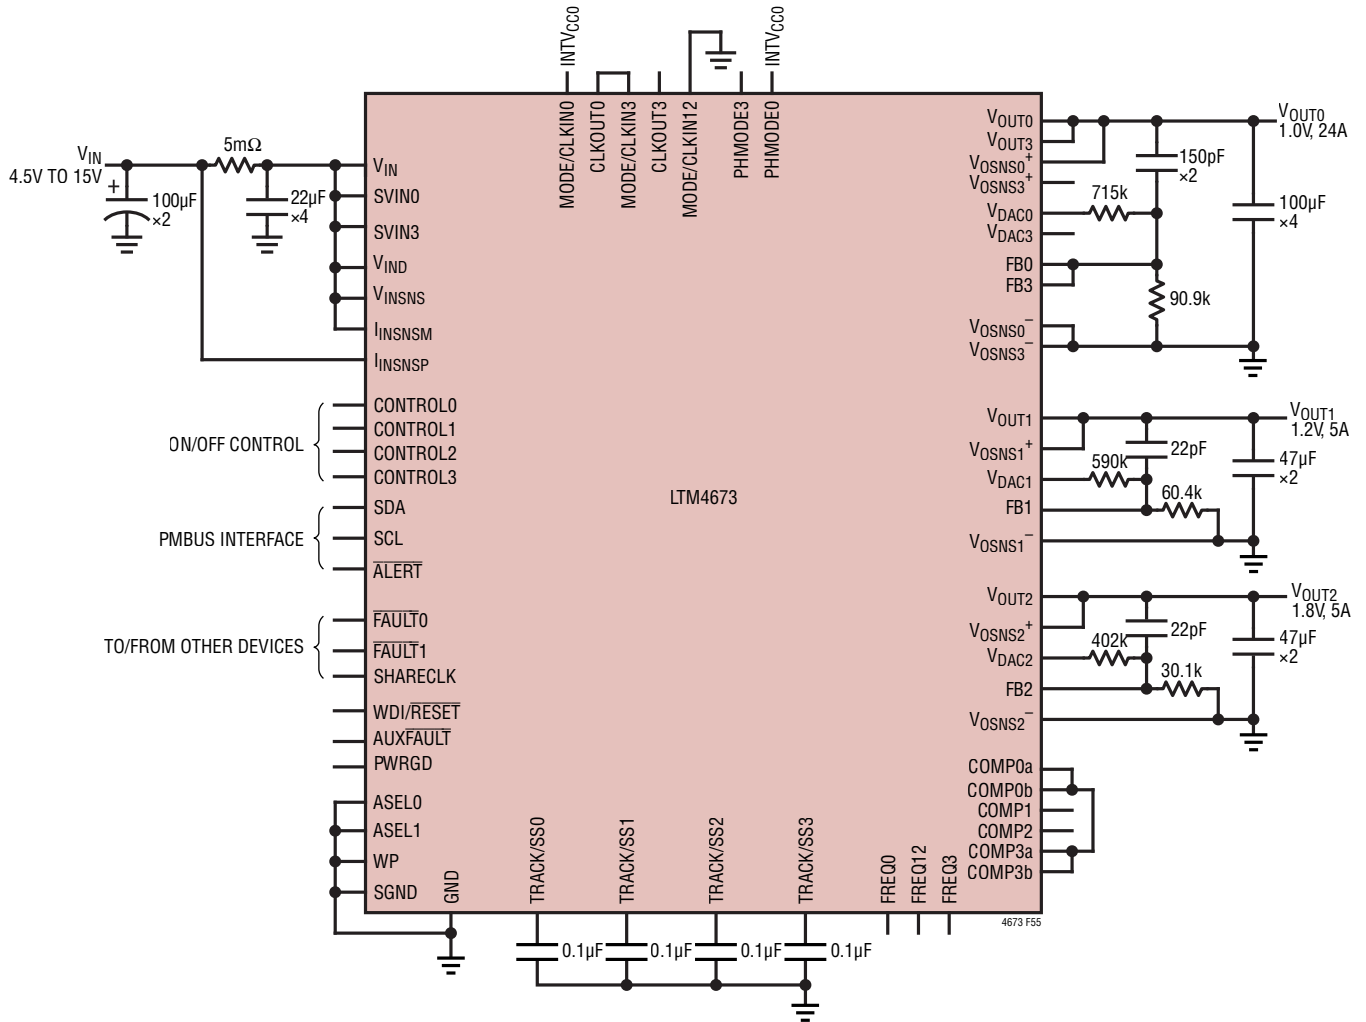 INTVCC0
INTVCC0
MODE/CLKIN0
CLKOUT0
MODE/CLKIN3
CLKOUT3
MODE/CLKIN12
PHMODE3
PHMODE0
VIN
4.5V TO 15V
+
100µF
×2
5mΩ
22µF
×4
VIN
SVIN0
SVIN3
VIND
VINSNS
IINSNSM
IINSNSP
ON/OFF CONTROL
CONTROL0
CONTROL1
CONTROL2
CONTROL3
PMBUS INTERFACE
SDA
SCL
ALERT
TO/FROM OTHER DEVICES
FAULT0
FAULT1
SHARECLK
WDI/RESET
AUXFAULT
PWRGD
ASEL0
ASEL1
WP
SGND
GND
LTM4673
TRACK/SS0
TRACK/SS1
TRACK/SS2
TRACK/SS3
FREQ0
FREQ12
FREQ3
0.1µF
0.1µF
0.1µF
0.1µF
VOUT0
VOUT3
VOSNS0+
VOSNS3+
VDAC0
VDAC3
FB0
FB3
VOSNS0–
VOSNS3–
715k
150pF
×2
90.9k
100µF
×4
VOUT0
1.0V, 24A
VOUT1
VOSNS1+
VDAC1
FB1
VOSNS1–
590k
22pF
60.4k
47µF
×2
VOUT1
1.2V, 5A
VOUT2
VOSNS2+
VDAC2
FB2
VOSNS2–
402k
22pF
30.1k
47µF
×2
VOUT2
1.8V, 5A
COMP0a
COMP0b
COMP1
COMP2
COMP3a
COMP3b
4673 F55